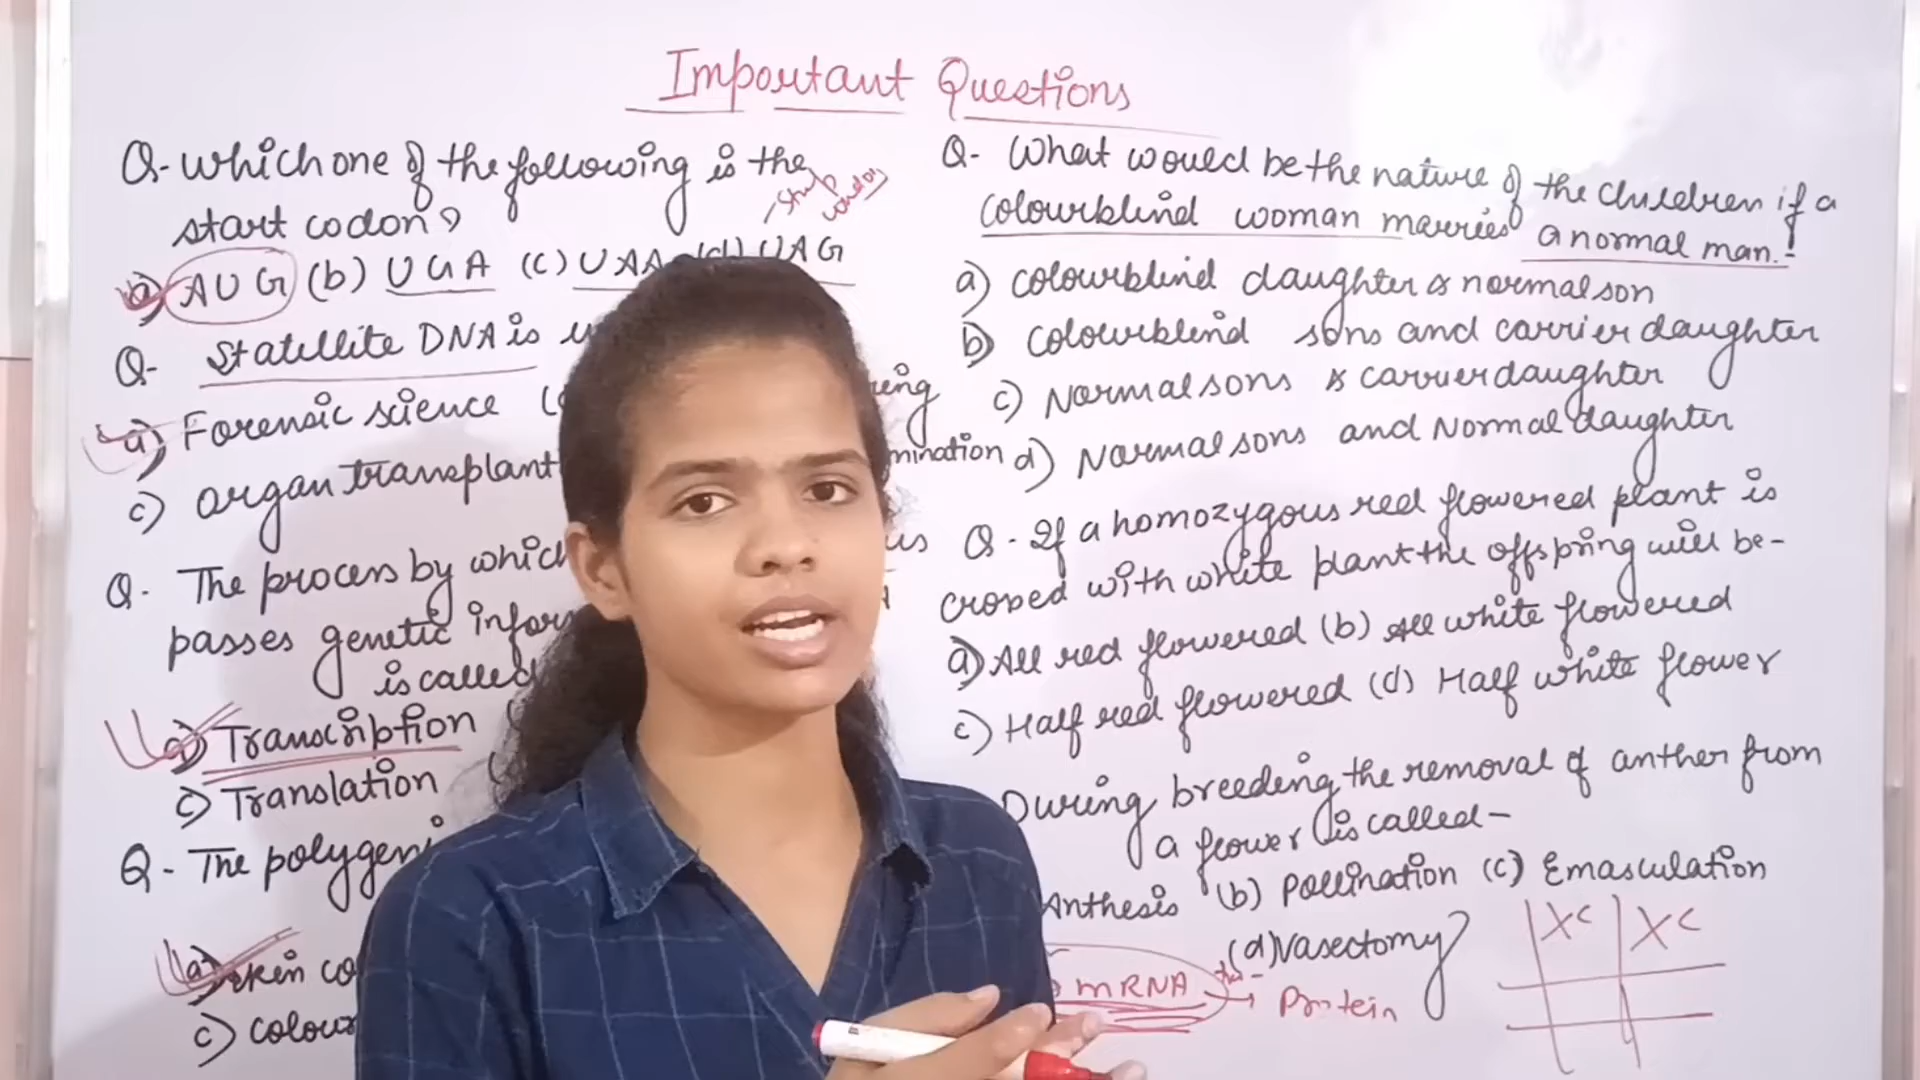 Important Questions
Q- which one of the following is the
start codon?
- Stop codon
a) AUG (b) UGA (c) UAA (d) UAG
Q- Statellite DNA is
a) Forensic science
c) organ transplant
Q- The process by which
passes genetic
is called
a) Transcription
c) Translation
Q- The polygeni
a) skin co
c) colour
Q- What would be the nature of the children if a
colourblind woman marries a normal man.-
a) colourblind daughter & normal son
b) colourblind sons and carrier daughter
c) Normal sons & carrier daughter
d) Normal sons and Normal daughter
Q- If a homozygous red flowered plant is
crossed with white plant the offspring will be-
a) All red flowered (b) All white flowered
c) Half red flowered (d) Half white flower
During breeding the removal of anther from
a flower is called-
Anthesis (b) Pollination (c) Emasculation
(d) Vasectomy
mRNA → Protein
Xc Xc